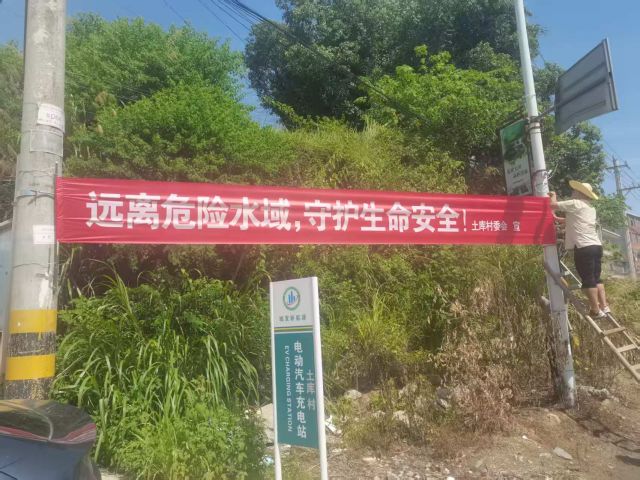 远离危险水域,守护生命安全! 土库村委会 宣
土库村
电动汽车充电站
EV CHARGING STATION